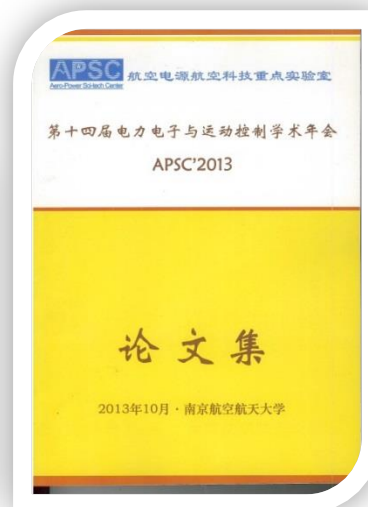 APSC 航空电源航空科技重点实验室
Aero-Power Sci-tech Center
第十四届电力电子与运动控制学术年会
APSC'2013
论文集
2013年10月·南京航空航天大学